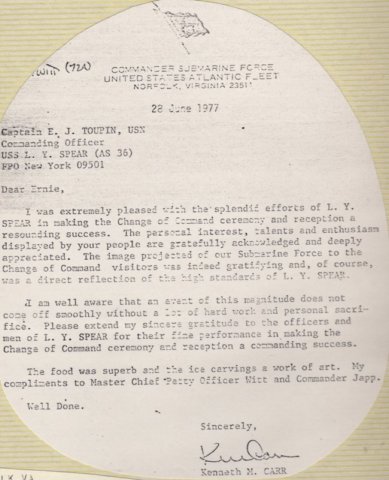 Witt (72A)
COMMANDER SUBMARINE FORCE
UNITED STATES ATLANTIC FLEET
NORFOLK, VIRGINIA 23511
28 June 1977
Captain E. J. TOUPIN, USN
Commanding Officer
USS L. Y. SPEAR (AS 36)
FPO New York 09501
Dear Ernie,
I was extremely pleased with the splendid efforts of L. Y.
SPEAR in making the Change of Command ceremony and reception a
resounding success. The personal interest, talents and enthusiasm
displayed by your people are gratefully acknowledged and deeply
appreciated. The image projected of our Submarine Force to the
Change of Command visitors was indeed gratifying and, of course,
was a direct reflection of the high standards of L. Y. SPEAR.
I am well aware that an event of this magnitude does not
come off smoothly without a lot of hard work and personal sacri-
fice. Please extend my sincere gratitude to the officers and
men of L. Y. SPEAR for their fine performance in making the
Change of Command ceremony and reception a commanding success.
The food was superb and the ice carvings a work of art. My
compliments to Master Chief Petty Officer Witt and Commander Japp.
Well Done.
Sincerely,
Kenneth M. CARR